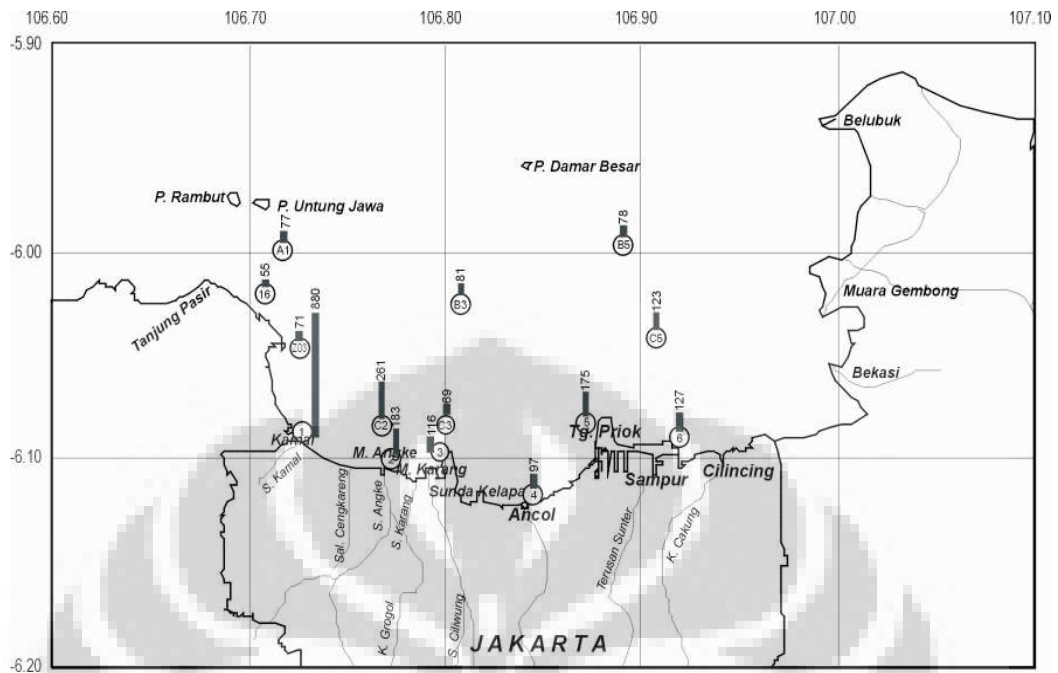 106.60 106.70 106.80 106.90 107.00 107.10
-5.90
Belubuk
P. Damar Besar
P. Rambut
P. Untung Jawa
77
A1
78
B5
-6.00
55
16
81
B3
Muara Gembong
880
Tanjung Pasir
71
Z03
123
C5
Bekasi
261
C2
183
69
C3
116
3
175
5
127
6
1
Kamal
Tg. Priok
-6.10
M. Angke
M. Karang
S. Kamal
Sunda Kelapa
97
4
Ancol
Sampur
Cilincing
Sal. Cengkareng
S. Angke
S. Karang
Terusan Sunter
K. Cakung
K. Grogol
S. Ciliwung
JAKARTA
-6.20